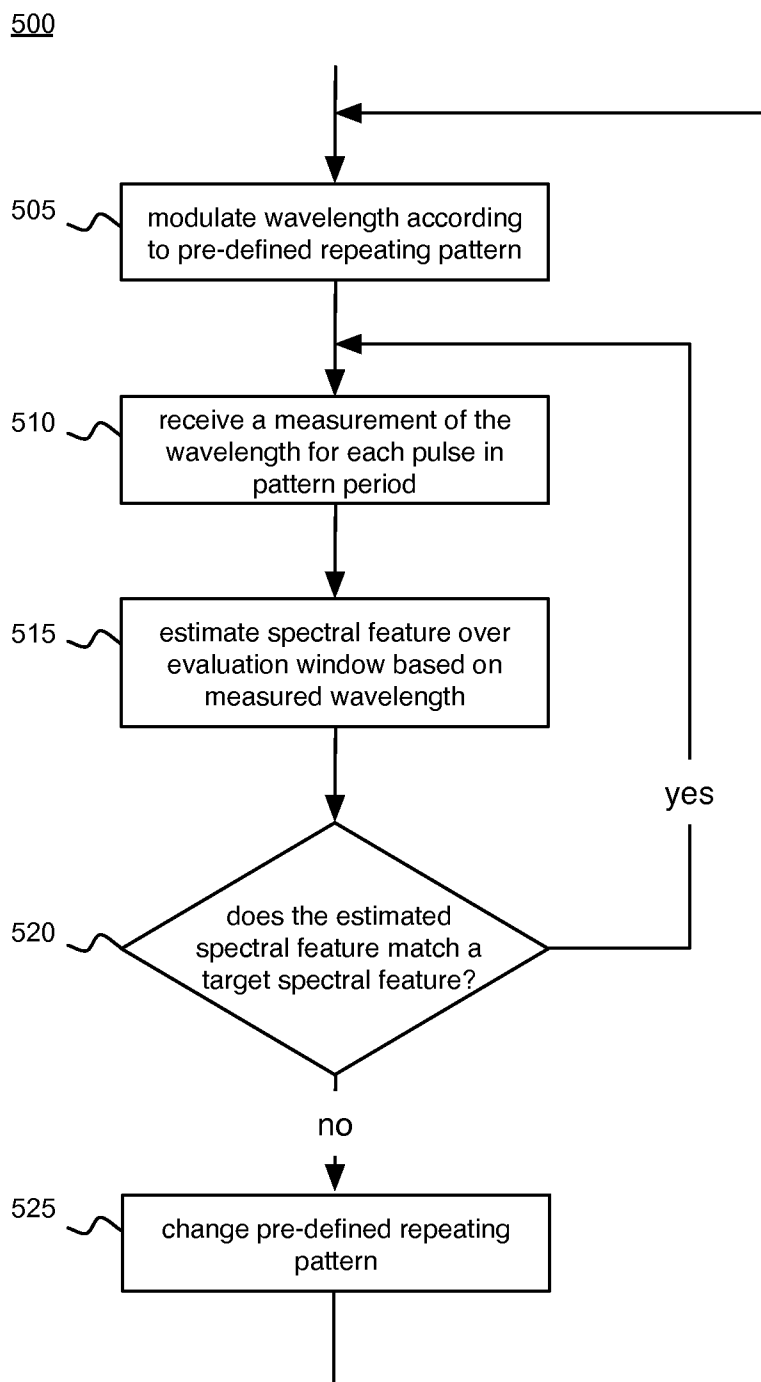 500
505
modulate wavelength according
to pre-defined repeating pattern
510
receive a measurement of the
wavelength for each pulse in
pattern period
515
estimate spectral feature over
evaluation window based on
measured wavelength
yes
520
does the estimated
spectral feature match a
target spectral feature?
no
525
change pre-defined repeating
pattern